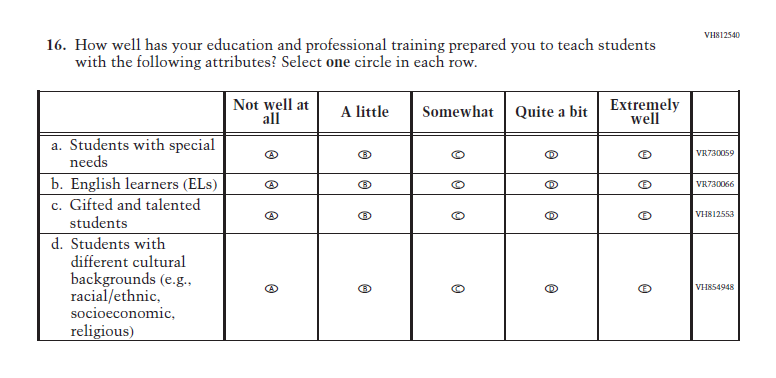 VH812540
16. How well has your education and professional training prepared you to teach students
with the following attributes? Select one circle in each row.
Not well at
all
A little
Somewhat
Quite a bit
Extremely
well
a. Students with special
needs
A B C D E VR730059
b. English learners (ELs)
A B C D E VR730066
c. Gifted and talented
students
A B C D E VH812553
d. Students with
different cultural
backgrounds (e.g.,
racial/ethnic,
socioeconomic,
religious)
A B C D E VH854948